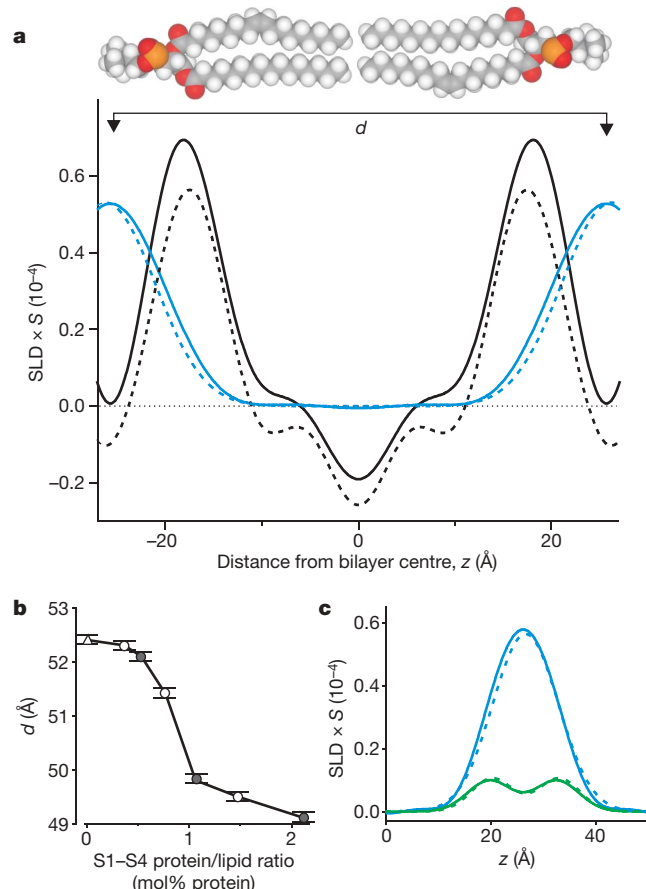 a
d
0.6
0.4
0.2
0.0
−0.2
SLD × S (10⁻⁴)
−20
0
20
Distance from bilayer centre, z (Å)
b
53
52
51
50
49
d (Å)
0
1
2
S1–S4 protein/lipid ratio
(mol% protein)
c
0.6
0.4
0.2
0.0
SLD × S (10⁻⁴)
0
20
40
z (Å)